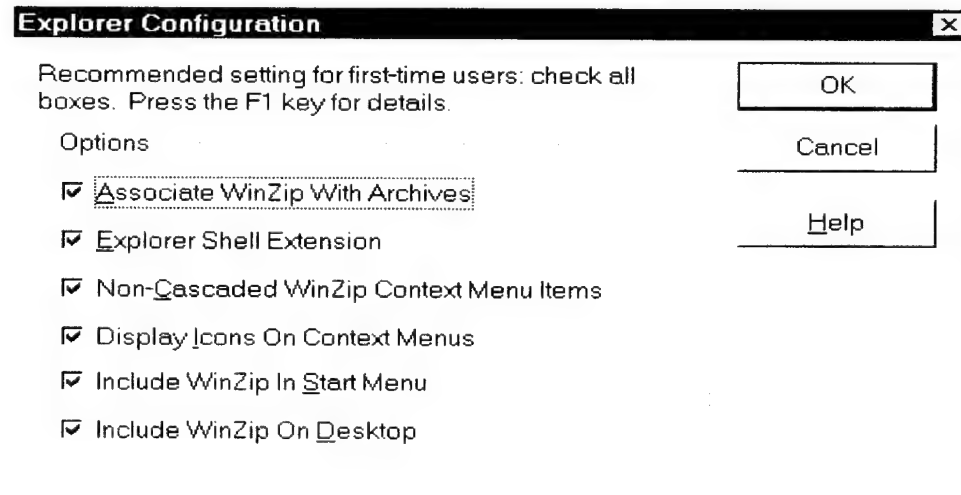 Explorer Configuration
Recommended setting for first-time users: check all
boxes. Press the F1 key for details.
OK
Cancel
Help
Options
Associate WinZip With Archives
Explorer Shell Extension
Non-Cascaded WinZip Context Menu Items
Display Icons On Context Menus
Include WinZip In Start Menu
Include WinZip On Desktop